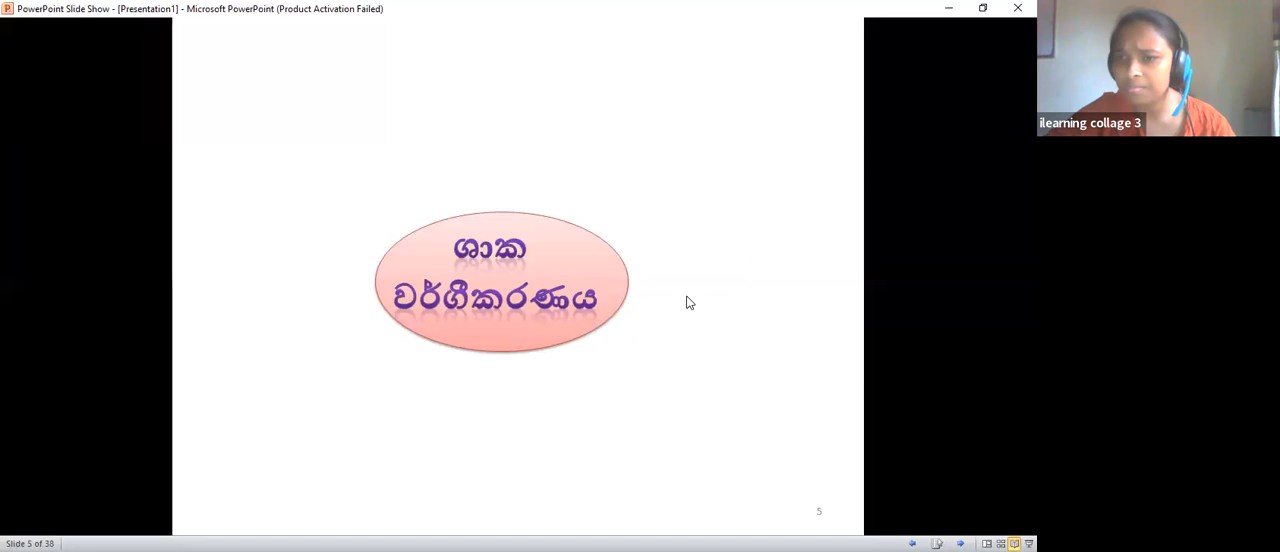 PowerPoint Slide Show - [Presentation1] - Microsoft PowerPoint (Product Activation Failed)
ilearning collage 3
ශාක
වර්ගීකරණය
5
Slide 5 of 38